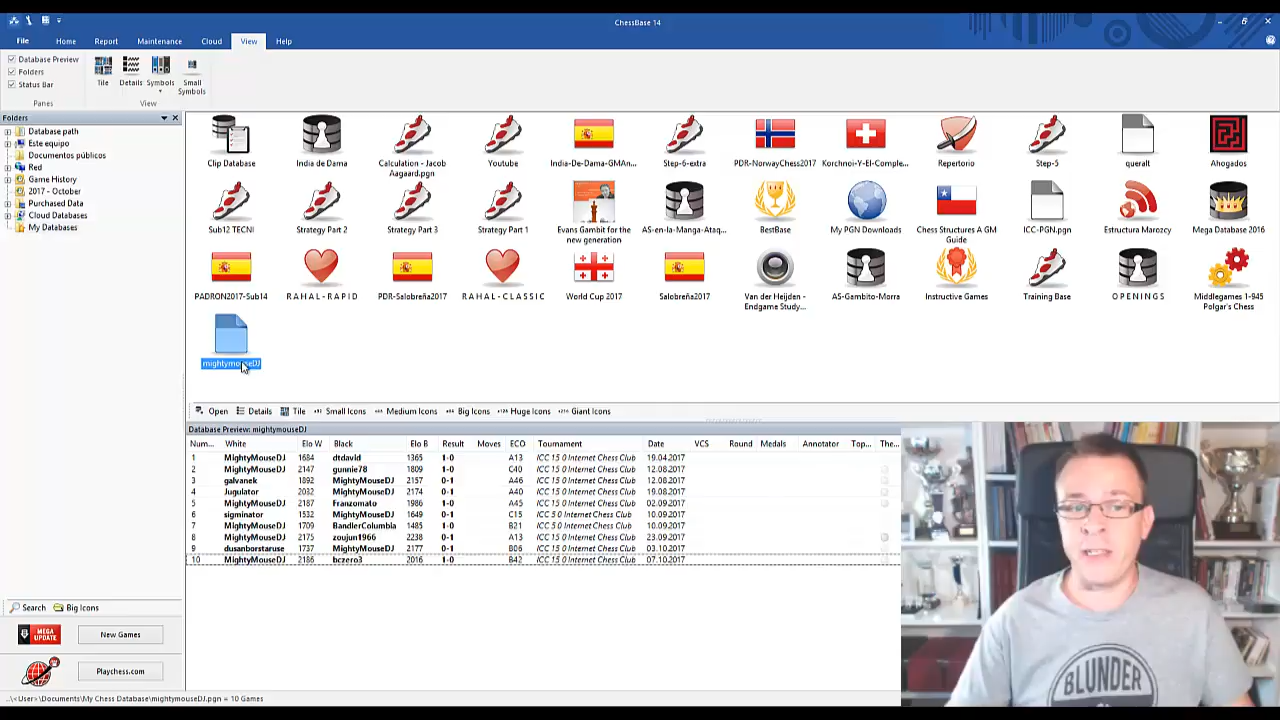 ChessBase 14
File Home Report Maintenance Cloud View Help
Database Preview
Folders
Status Bar
Panes
Tile Details Symbols Small Symbols
View
Folders
Database path
Este equipo
Documentos públicos
Red
Game History
2017 - October
Purchased Data
Cloud Databases
My Databases
Search Big Icons
MEGA UPDATE New Games
Playchess.com
Clip Database India de Dama Calculation - Jacob Aagaard.pgn Youtube India-De-Dama-GMAn... Step-6-extra PDR-NorwayChess2017 Korchnoi-Y-El-Comple... Repertorio Step-5 queralt Ahogados
Sub12 TECNI Strategy Part 2 Strategy Part 3 Strategy Part 1 Evans Gambit for the new generation AS-en-la-Manga-Ataq... BestBase My PGN Downloads Chess Structures A GM Guide ICC-PGN.pgn Estructura Marozcy Mega Database 2016
PADRON2017-Sub14 R A H A L - R A P I D PDR-Salobreña2017 R A H A L - C L A S S I C World Cup 2017 Salobreña2017 Van der Heijden - Endgame Study... AS-Gambito-Morra Instructive Games Training Base O P E N I N G S Middlegames 1-945 Polgar's Chess
mightymouseDJ
Open Details Tile Small Icons Medium Icons Big Icons Huge Icons Giant Icons
Database Preview: mightymouseDJ
Num... White Elo W Black Elo B Result Moves ECO Tournament Date VCS Round Medals Annotator Top... The...
1 MightyMouseDJ 1684 dtdavid 1365 1-0 A13 ICC 15 0 Internet Chess Club 19.04.2017
2 MightyMouseDJ 2147 gunnie78 1809 1-0 C40 ICC 15 0 Internet Chess Club 12.08.2017
3 galvanek 1892 MightyMouseDJ 2157 0-1 A46 ICC 15 0 Internet Chess Club 12.08.2017
4 Jugulator 2032 MightyMouseDJ 2174 0-1 A40 ICC 15 0 Internet Chess Club 19.08.2017
5 MightyMouseDJ 2187 Franzomato 1986 1-0 A45 ICC 15 0 Internet Chess Club 02.09.2017
6 sigminator 1532 MightyMouseDJ 1649 0-1 C15 ICC 5 0 Internet Chess Club 10.09.2017
7 MightyMouseDJ 1709 BandlerColumbia 1485 1-0 B21 ICC 5 0 Internet Chess Club 10.09.2017
8 MightyMouseDJ 2175 zoujun1966 2238 0-1 A13 ICC 15 0 Internet Chess Club 23.09.2017
9 dusanborstaruse 1737 MightyMouseDJ 2177 0-1 B06 ICC 15 0 Internet Chess Club 03.10.2017
10 MightyMouseDJ 2186 bczero3 2016 1-0 B42 ICC 15 0 Internet Chess Club 07.10.2017
..\<User>\Documents\My Chess Database\mightymouseDJ.pgn = 10 Games
BLUNDER